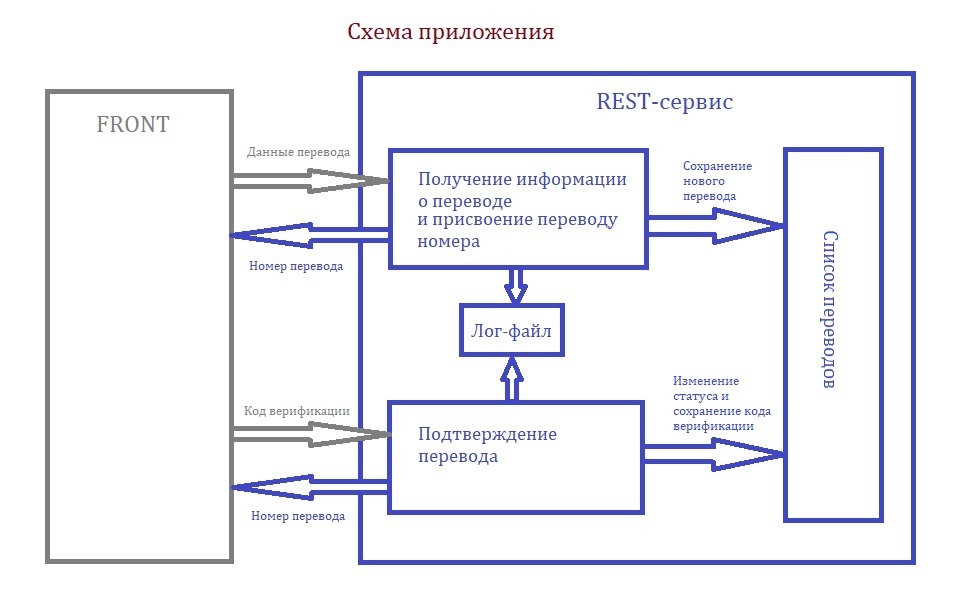 Схема приложения
REST-сервис
FRONT
Данные перевода
Получение информации
о переводе
и присвоение переводу
номера
Сохранение
нового
перевода
Номер перевода
Список переводов
Лог-файл
Изменение
статуса и
сохранение кода
верификации
Код верификации
Подтверждение
перевода
Номер перевода